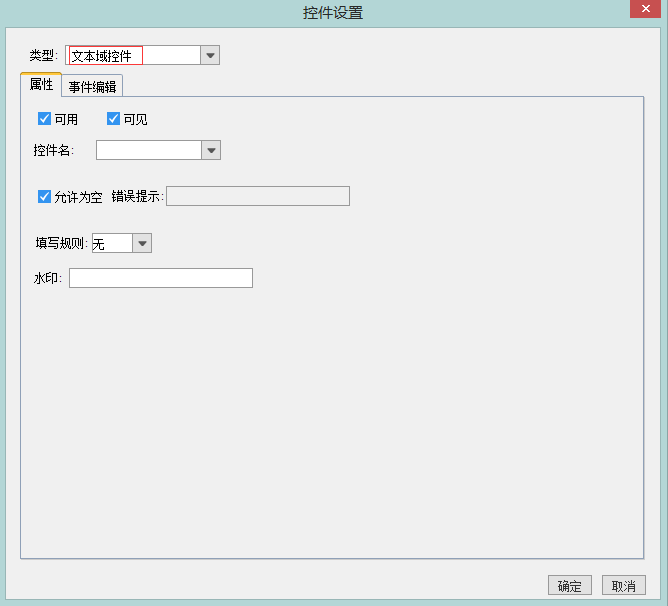 控件设置
类型: 文本域控件
属性 事件编辑
可用 可见
控件名:
允许为空 错误提示:
填写规则: 无
水印:
确定 取消